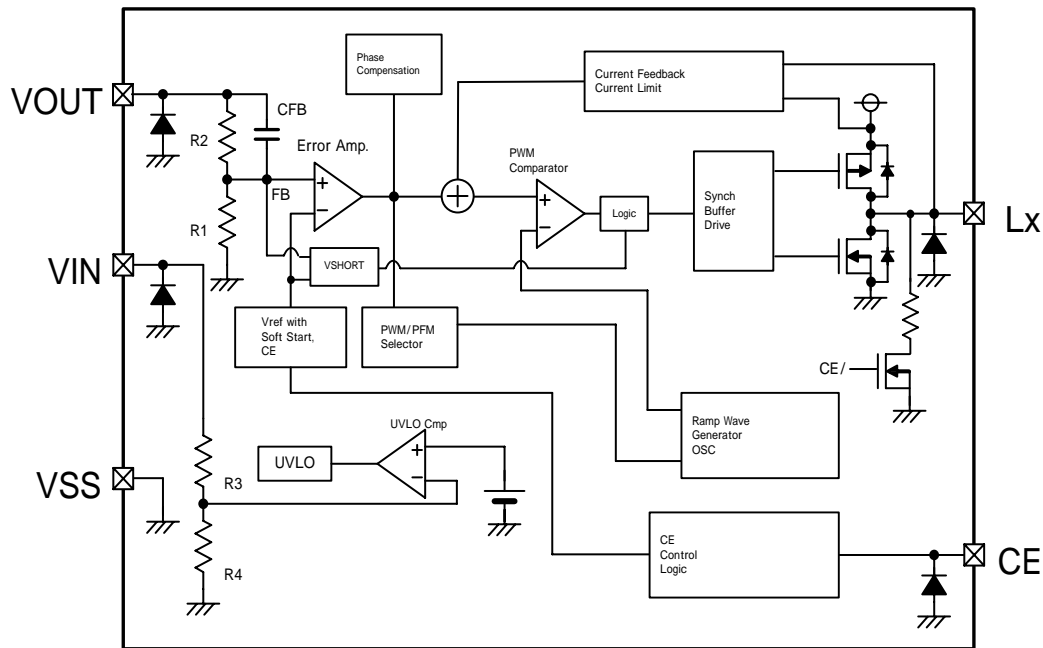 Phase
Compensation
Current Feedback
Current Limit
VOUT
CFB
R2
Error Amp.
PWM
Comparator
+
−
FB
+
+
−
Logic
Synch
Buffer
Drive
R1
Lx
VIN
VSHORT
Vref with
Soft Start,
CE
PWM/PFM
Selector
CE/
Ramp Wave
Generator
OSC
UVLO Cmp
+
−
UVLO
R3
VSS
R4
CE
Control
Logic
CE